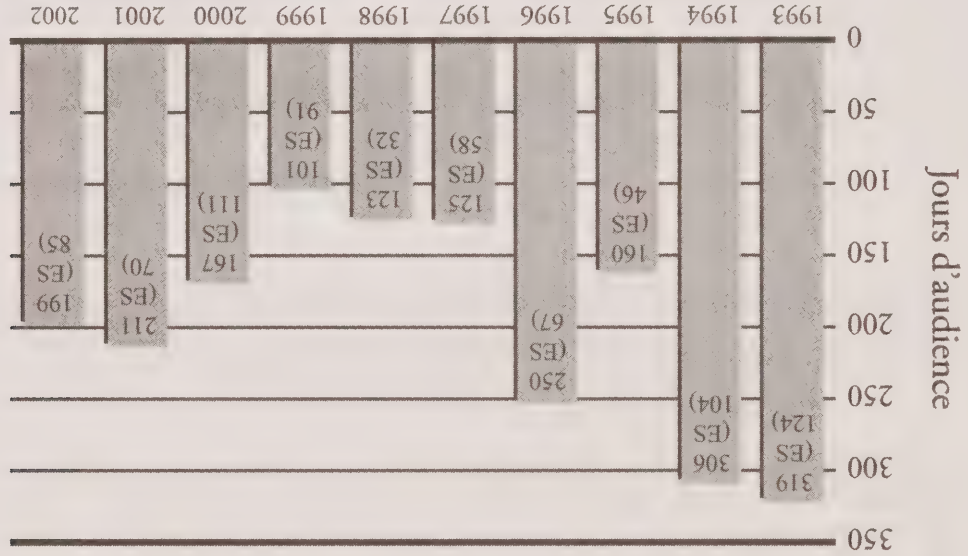 Jours d'audience
350
300
250
200
150
100
50
0
319
(ES
124)
306
(ES
104)
160
(ES
46)
250
(ES
67)
125
(ES
58)
123
(ES
32)
101
(ES
91)
167
(ES
111)
211
(ES
70)
199
(ES
85)
1993 1994 1995 1996 1997 1998 1999 2000 2001 2002